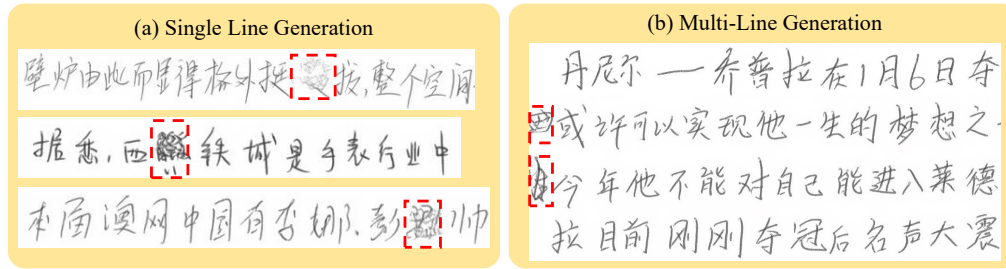 (a) Single Line Generation
壁炉由此而显得格外挺拔,整个空间
据悉,西铁城是手表行业中
本届澳网中国有李娜、彭帅
(b) Multi-Line Generation
丹尼尔一乔普拉在1月6日夺
或许可以实现他一生的梦想之一
今年他不能对自己能进入莱德
拉目前刚刚夺冠后名声大震